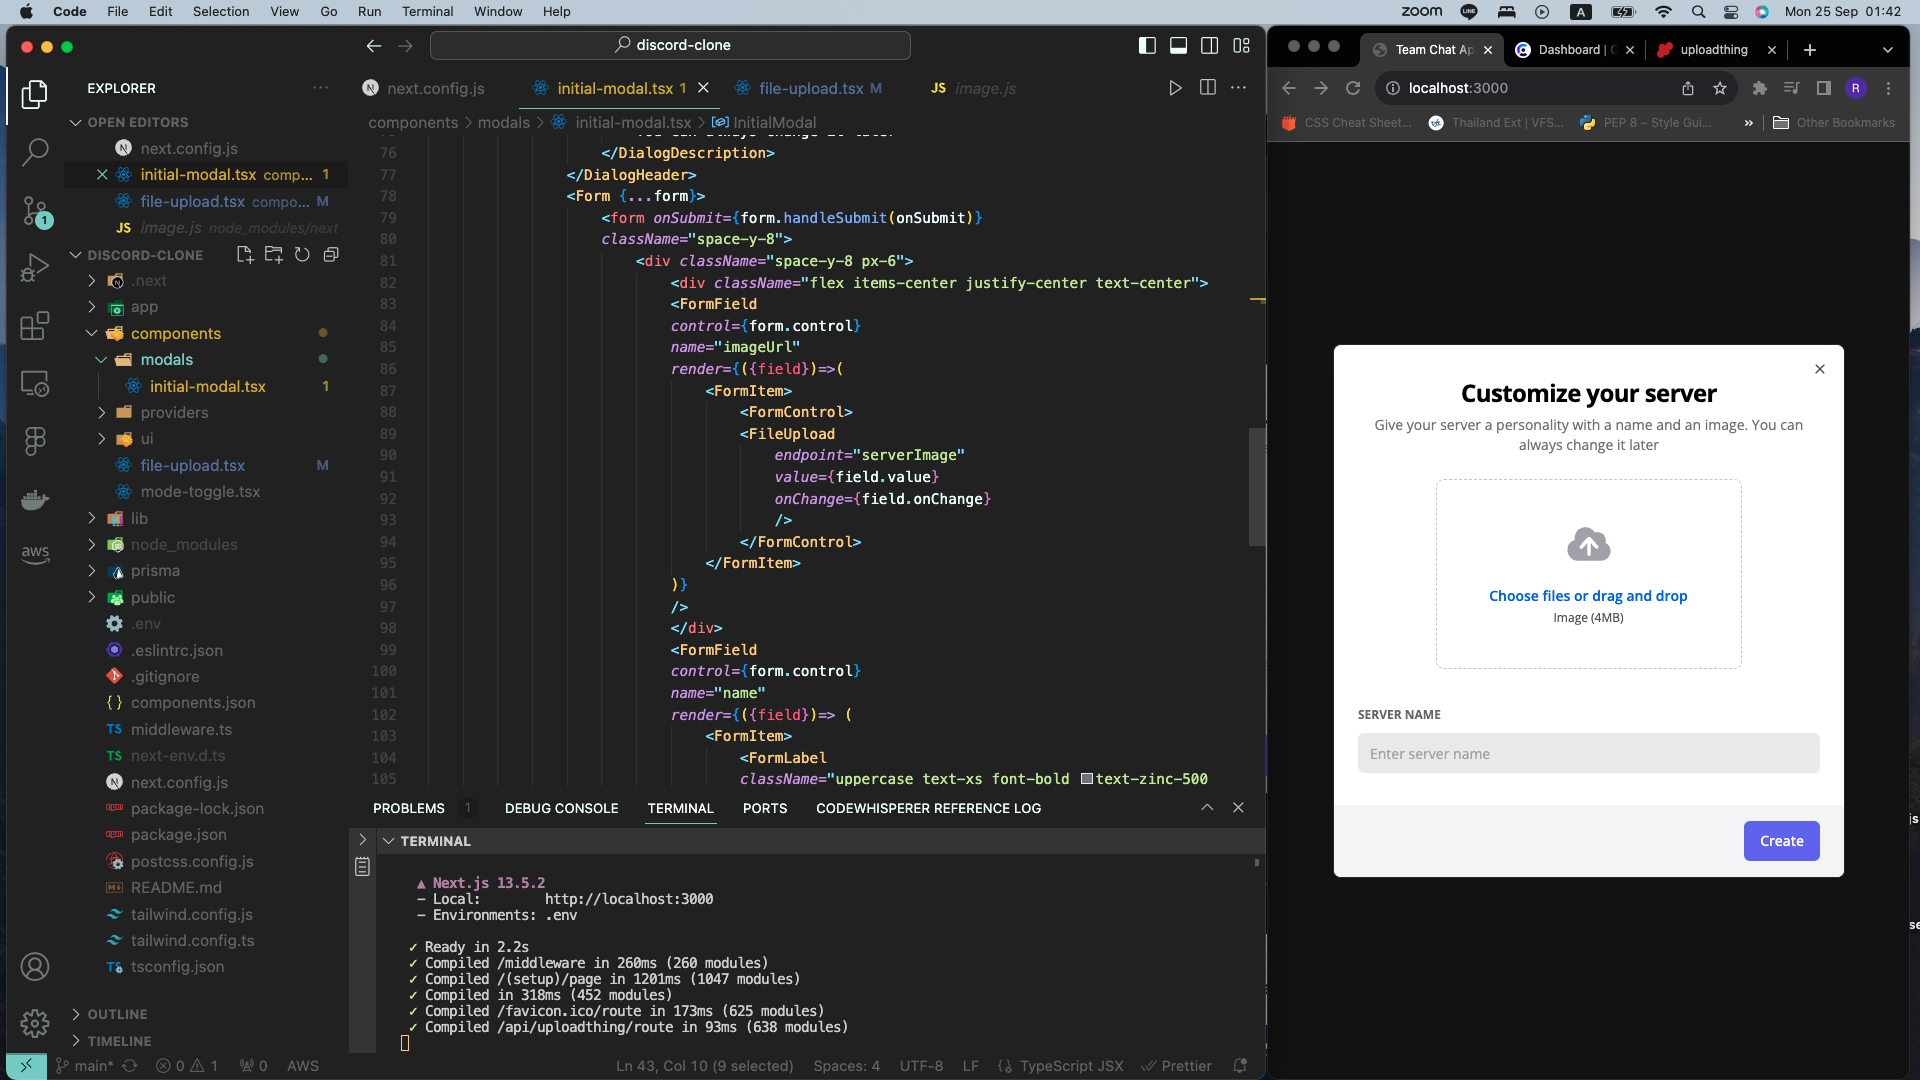 Code File Edit Selection View Go Run Terminal Window Help
zoom LINE A Mon 25 Sep 01:42
discord-clone
EXPLORER
OPEN EDITORS
next.config.js
initial-modal.tsx comp... 1
file-upload.tsx compo... M
JS image.js node_modules/next
DISCORD-CLONE
.next
app
components
modals
initial-modal.tsx 1
providers
ui
file-upload.tsx M
mode-toggle.tsx
lib
node_modules
prisma
public
.env
.eslintrc.json
.gitignore
components.json
TS middleware.ts
TS next-env.d.ts
next.config.js
package-lock.json
package.json
postcss.config.js
README.md
tailwind.config.js
tailwind.config.ts
tsconfig.json
OUTLINE
TIMELINE
aws
1
next.config.js initial-modal.tsx 1 file-upload.tsx M JS image.js
components > modals > initial-modal.tsx > InitialModal
76 </DialogDescription>
77 </DialogHeader>
78 <Form {...form}>
79 <form onSubmit={form.handleSubmit(onSubmit)}
80 className="space-y-8">
81 <div className="space-y-8 px-6">
82 <div className="flex items-center justify-center text-center">
83 <FormField
84 control={form.control}
85 name="imageUrl"
86 render={({field})=>(
87 <FormItem>
88 <FormControl>
89 <FileUpload
90 endpoint="serverImage"
91 value={field.value}
92 onChange={field.onChange}
93 />
94 </FormControl>
95 </FormItem>
96 )}
97 />
98 </div>
99 <FormField
100 control={form.control}
101 name="name"
102 render={({field})=> (
103 <FormItem>
104 <FormLabel
105 className="uppercase text-xs font-bold text-zinc-500
PROBLEMS 1 DEBUG CONSOLE TERMINAL PORTS CODEWHISPERER REFERENCE LOG
TERMINAL
▲ Next.js 13.5.2
- Local: http://localhost:3000
- Environments: .env
✓ Ready in 2.2s
✓ Compiled /middleware in 260ms (260 modules)
✓ Compiled /(setup)/page in 1201ms (1047 modules)
✓ Compiled in 318ms (452 modules)
✓ Compiled /favicon.ico/route in 173ms (625 modules)
✓ Compiled /api/uploadthing/route in 93ms (638 modules)
main* 0 1 0 AWS Ln 43, Col 10 (9 selected) Spaces: 4 UTF-8 LF TypeScript JSX Prettier
Team Chat Ap Dashboard | C uploadthing
localhost:3000 R
CSS Cheat Sheet... Thailand Ext | VFS... PEP 8 – Style Gui... » Other Bookmarks
Customize your server
Give your server a personality with a name and an image. You can
always change it later
Choose files or drag and drop
Image (4MB)
SERVER NAME
Enter server name
Create
js
se